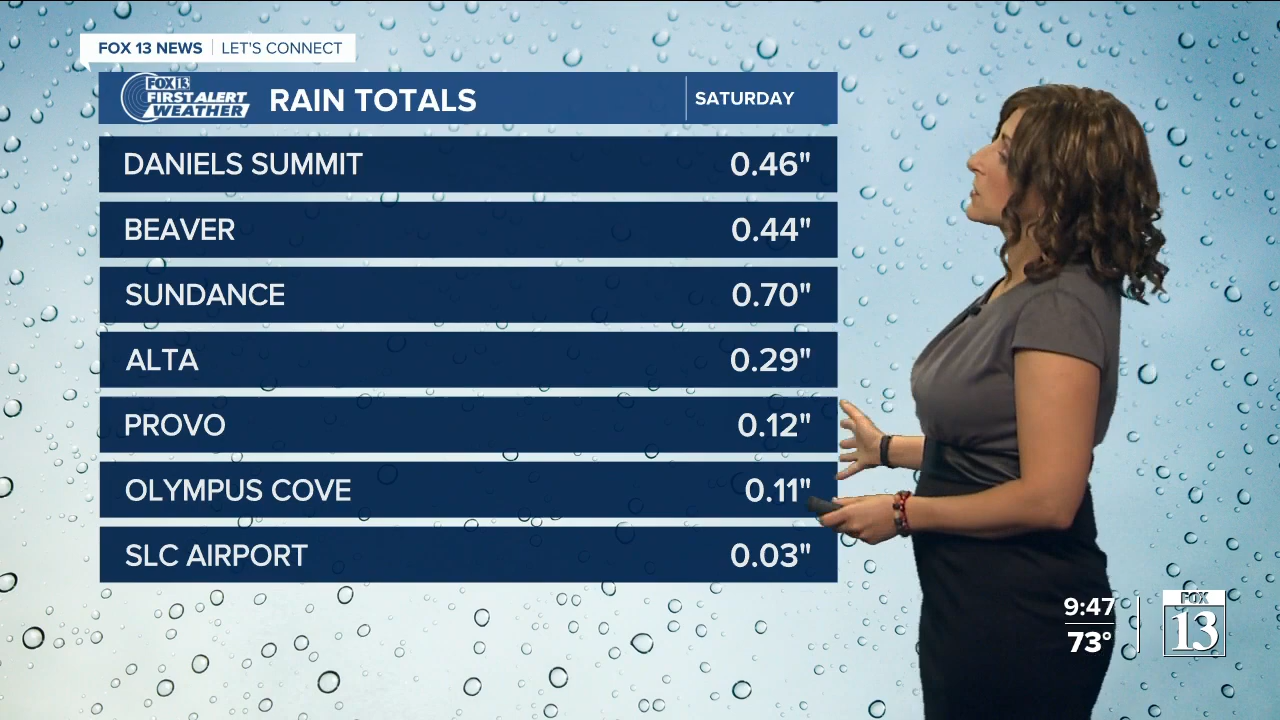 FOX 13 NEWS | LET'S CONNECT
FOX 13
FIRST ALERT
WEATHER
RAIN TOTALS
SATURDAY
DANIELS SUMMIT 0.46"
BEAVER 0.44"
SUNDANCE 0.70"
ALTA 0.29"
PROVO 0.12"
OLYMPUS COVE 0.11"
SLC AIRPORT 0.03"
9:47
73°
FOX
13